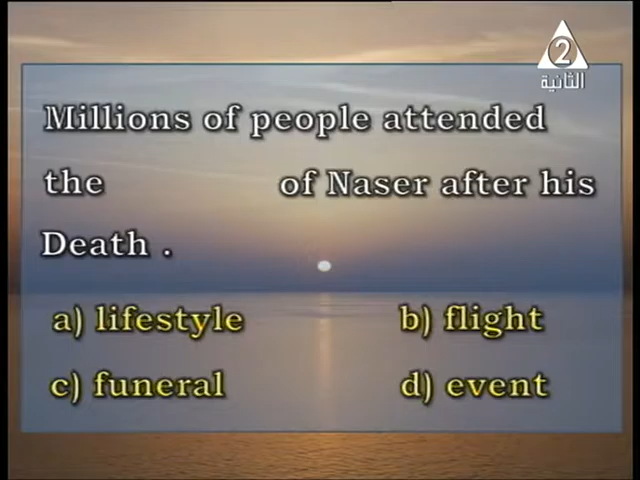 2
الثانية
Millions of people attended
the of Naser after his
Death .
a) lifestyle b) flight
c) funeral d) event